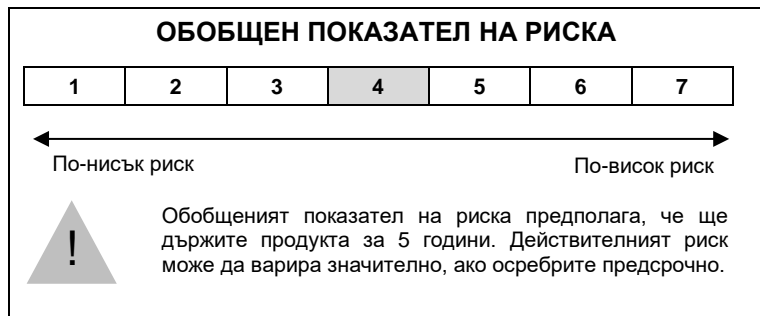 ОБОБЩЕН ПОКАЗАТЕЛ НА РИСКА
1 2 3 4 5 6 7
По-нисък риск По-висок риск
!
Обобщеният показател на риска предполага, че ще
държите продукта за 5 години. Действителният риск
може да варира значително, ако осребрите предсрочно.